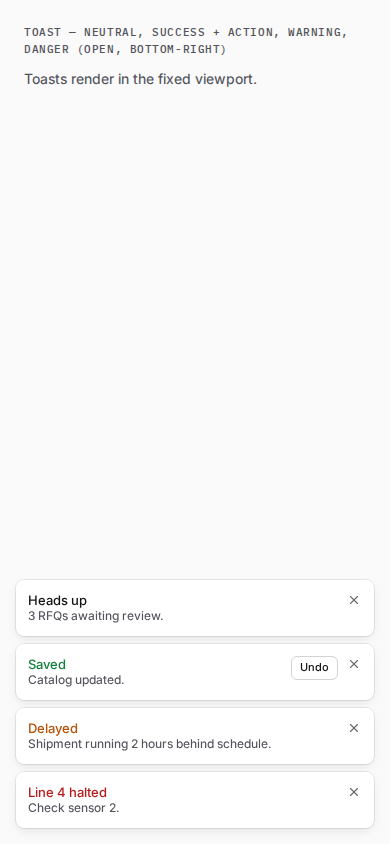 TOAST — NEUTRAL, SUCCESS + ACTION, WARNING,
DANGER (OPEN, BOTTOM-RIGHT)
Toasts render in the fixed viewport.
Heads up
3 RFQs awaiting review.
Saved
Undo
Catalog updated.
Delayed
Shipment running 2 hours behind schedule.
Line 4 halted
Check sensor 2.